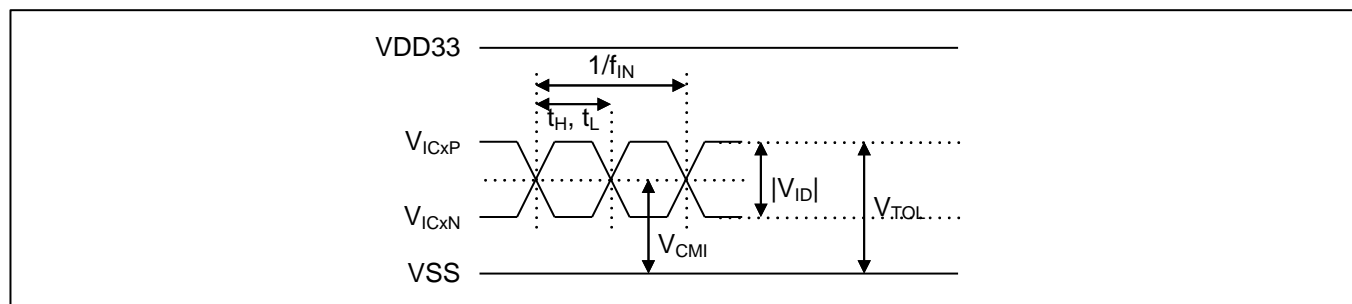 VDD33
1/fIN
tH, tL
VICxP
|VID|
VTOL
VICxN
VCMI
VSS